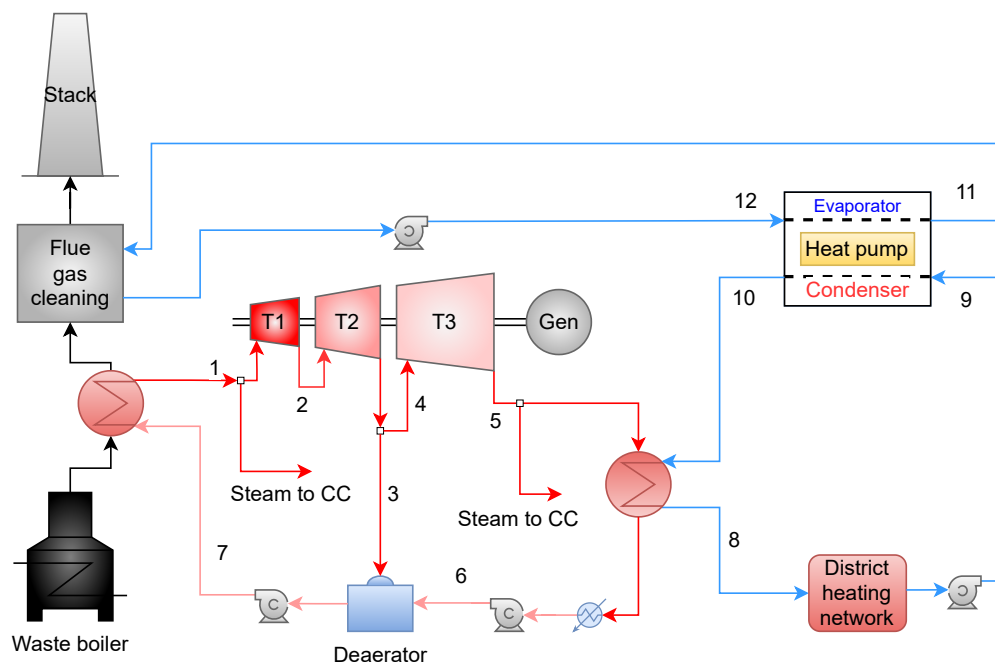 Stack
12
Evaporator
11
Flue
gas
cleaning
Heat pump
10
Condenser
9
T1
T2
T3
Gen
1
2
4
5
Steam to CC
3
Steam to CC
8
7
6
District
heating
network
C
C
C
C
Waste boiler
Deaerator